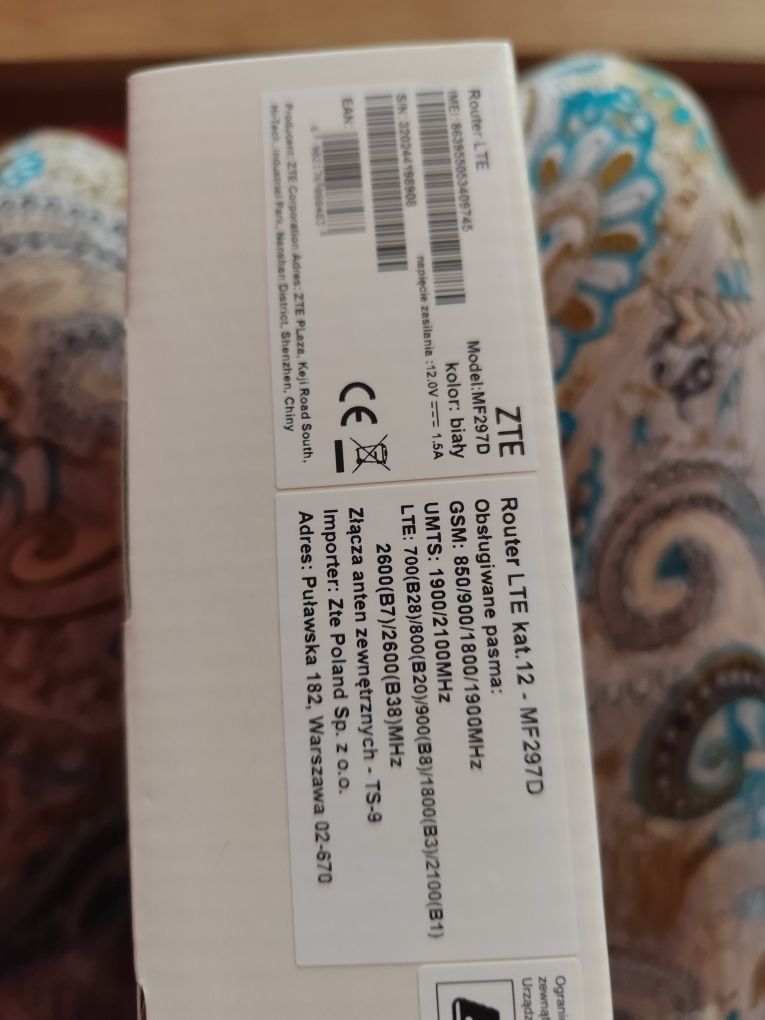 Router LTE
IMEI: 863955053409745
S/N: 320244198908
EAN:
ZTE
Model:MF297D
kolor: biały
napięcie zasilania :12.0V 1.5A
CE
Producent: ZTE Corporation Adres: ZTE PLaza, Keji Road South,
Hi-Tech, Industrial Park, Nanshan District, Shenzhen, Chiny
Router LTE kat.12 - MF297D
Obsługiwane pasma:
GSM: 850/900/1800/1900MHz
UMTS: 1900/2100MHz
LTE: 700(B28)/800(B20)/900(B8)/1800(B3)/2100(B1)
2600(B7)/2600(B38)MHz
Złącza anten zewnętrznych - TS-9
Importer: Zte Poland Sp. z o.o.
Adres: Puławska 182, Warszawa 02-670